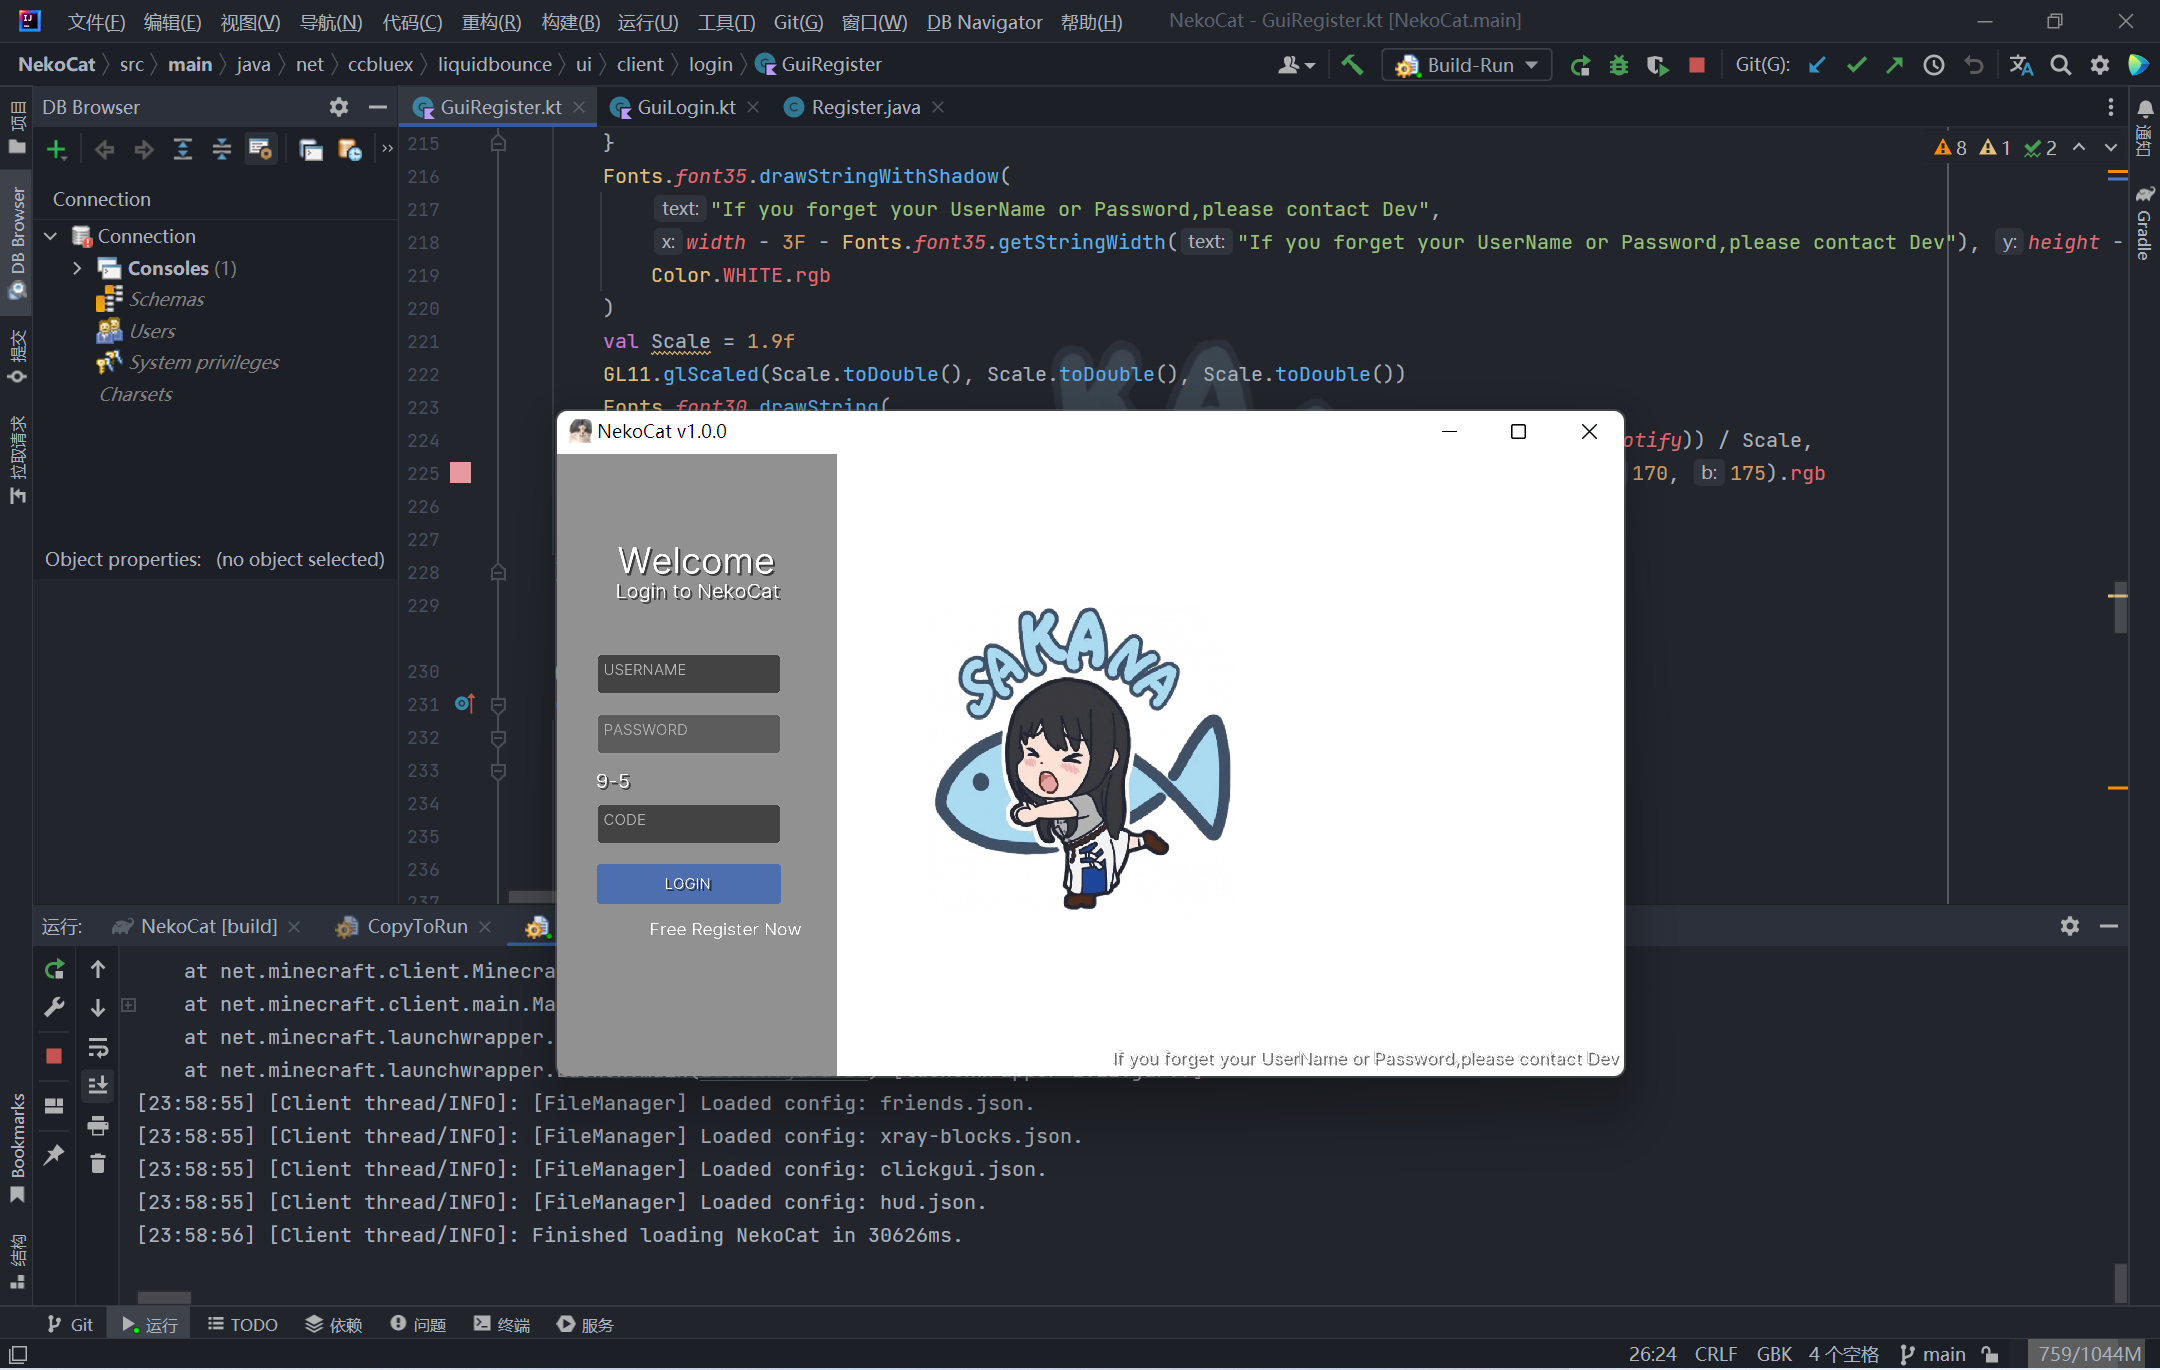 文件(F) 编辑(E) 视图(V) 导航(N) 代码(C) 重构(R) 构建(B) 运行(U) 工具(T) Git(G) 窗口(W) DB Navigator 帮助(H) NekoCat - GuiRegister.kt [NekoCat.main]
NekoCat src main java net ccbluex liquidbounce ui client login GuiRegister Build-Run Git(G):
项目
DB Browser
提交
拉取请求
Bookmarks
结构
DB Browser
Connection
Connection
Consoles (1)
Schemas
Users
System privileges
Charsets
Object properties: (no object selected)
GuiRegister.kt GuiLogin.kt Register.java
8 1 2
215 }
216 Fonts.font35.drawStringWithShadow(
217 text: "If you forget your UserName or Password,please contact Dev",
218 x: width - 3F - Fonts.font35.getStringWidth( text: "If you forget your UserName or Password,please contact Dev"), y: height -
219 Color.WHITE.rgb
220 )
221 val Scale = 1.9f
222 GL11.glScaled(Scale.toDouble(), Scale.toDouble(), Scale.toDouble())
223 Fonts.font30.drawString(
224 otify)) / Scale,
225 170, b: 175).rgb
226
227
228
229
230
231
232
233
234
235
236
237
通知
Gradle
NekoCat v1.0.0
Welcome
Login to NekoCat
USERNAME
PASSWORD
9-5
CODE
LOGIN
Free Register Now
SAKANA
If you forget your UserName or Password,please contact Dev
运行: NekoCat [build] CopyToRun
at net.minecraft.client.Minecra
at net.minecraft.client.main.Ma
at net.minecraft.launchwrapper.
at net.minecraft.launchwrapper.
[23:58:55] [Client thread/INFO]: [FileManager] Loaded config: friends.json.
[23:58:55] [Client thread/INFO]: [FileManager] Loaded config: xray-blocks.json.
[23:58:55] [Client thread/INFO]: [FileManager] Loaded config: clickgui.json.
[23:58:55] [Client thread/INFO]: [FileManager] Loaded config: hud.json.
[23:58:56] [Client thread/INFO]: Finished loading NekoCat in 30626ms.
Git 运行 TODO 依赖 问题 终端 服务
26:24 CRLF GBK 4 个空格 main 759/1044M